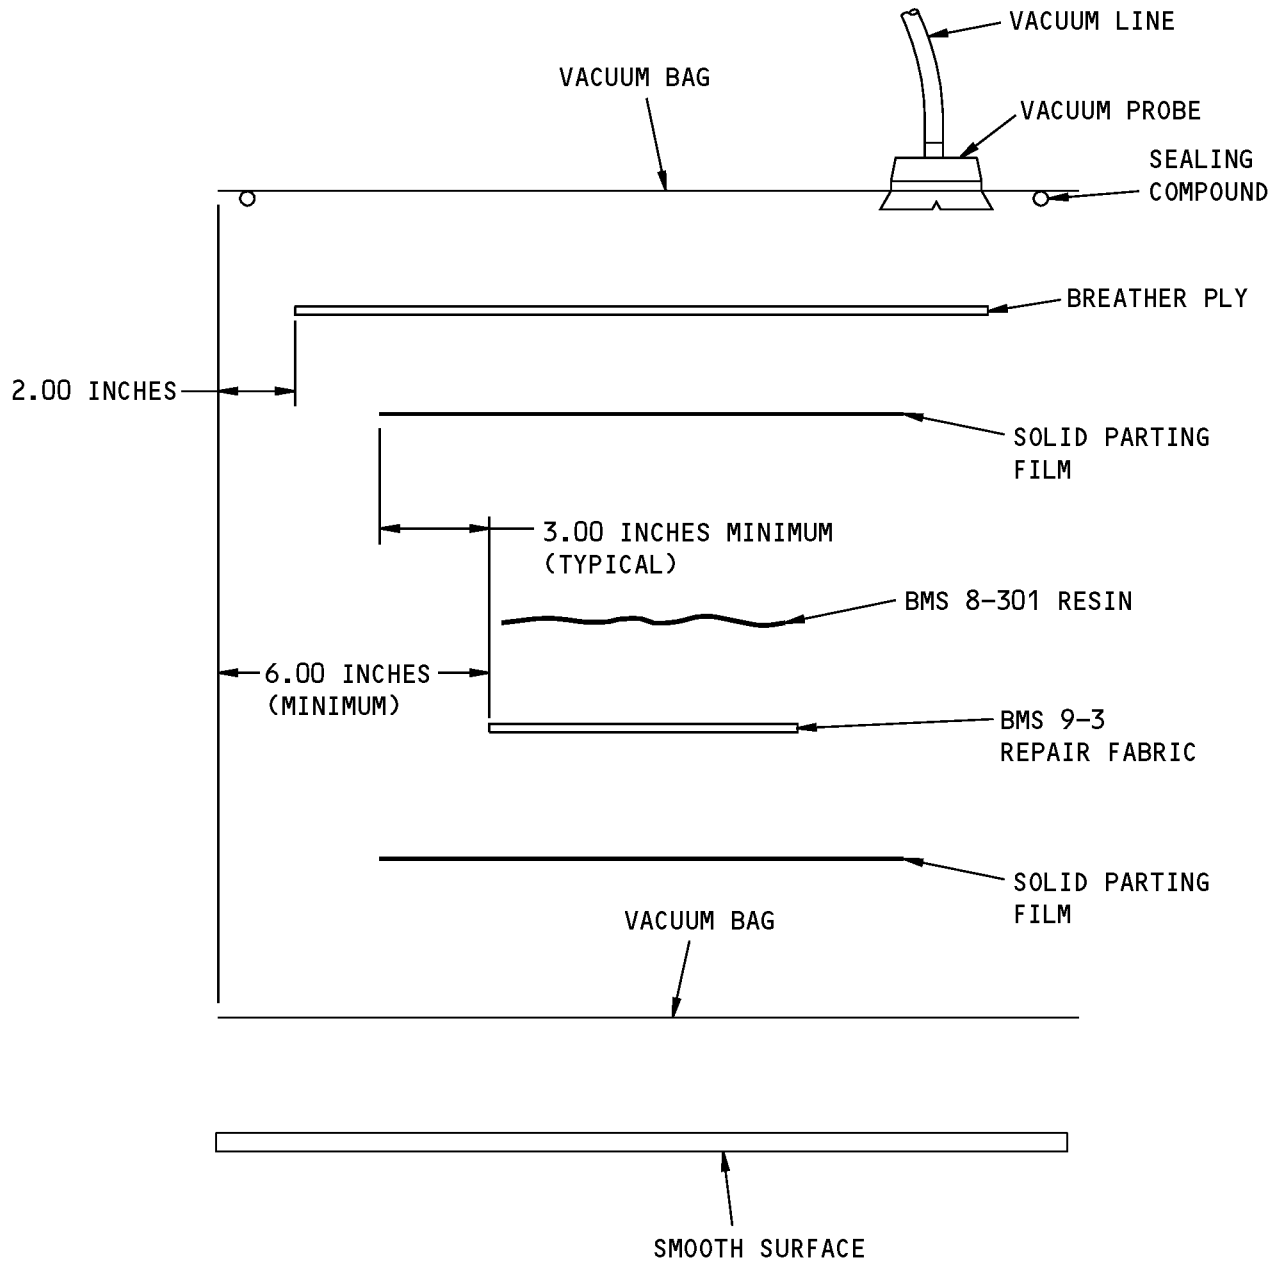 VACUUM LINE
VACUUM BAG
VACUUM PROBE
SEALING
COMPOUND
BREATHER PLY
2.00 INCHES
SOLID PARTING
FILM
3.00 INCHES MINIMUM
(TYPICAL)
BMS 8-301 RESIN
6.00 INCHES
(MINIMUM)
BMS 9-3
REPAIR FABRIC
SOLID PARTING
FILM
VACUUM BAG
SMOOTH SURFACE